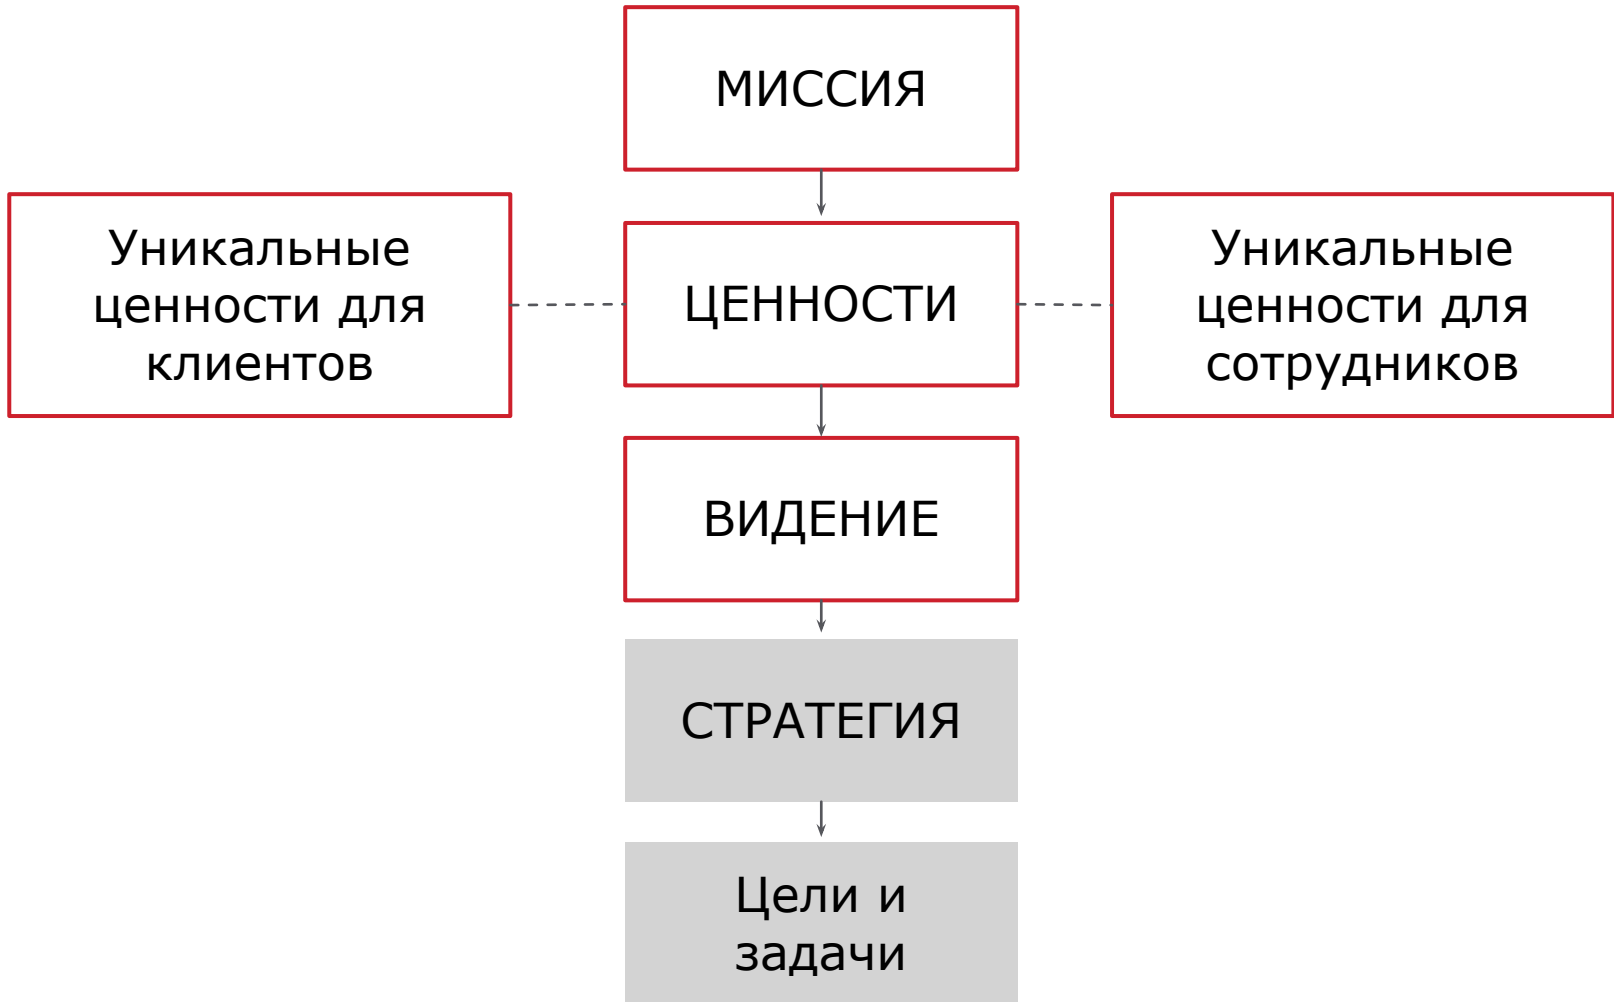 МИССИЯ
Уникальные
ценности для
клиентов
ЦЕННОСТИ
Уникальные
ценности для
сотрудников
ВИДЕНИЕ
СТРАТЕГИЯ
Цели и
задачи